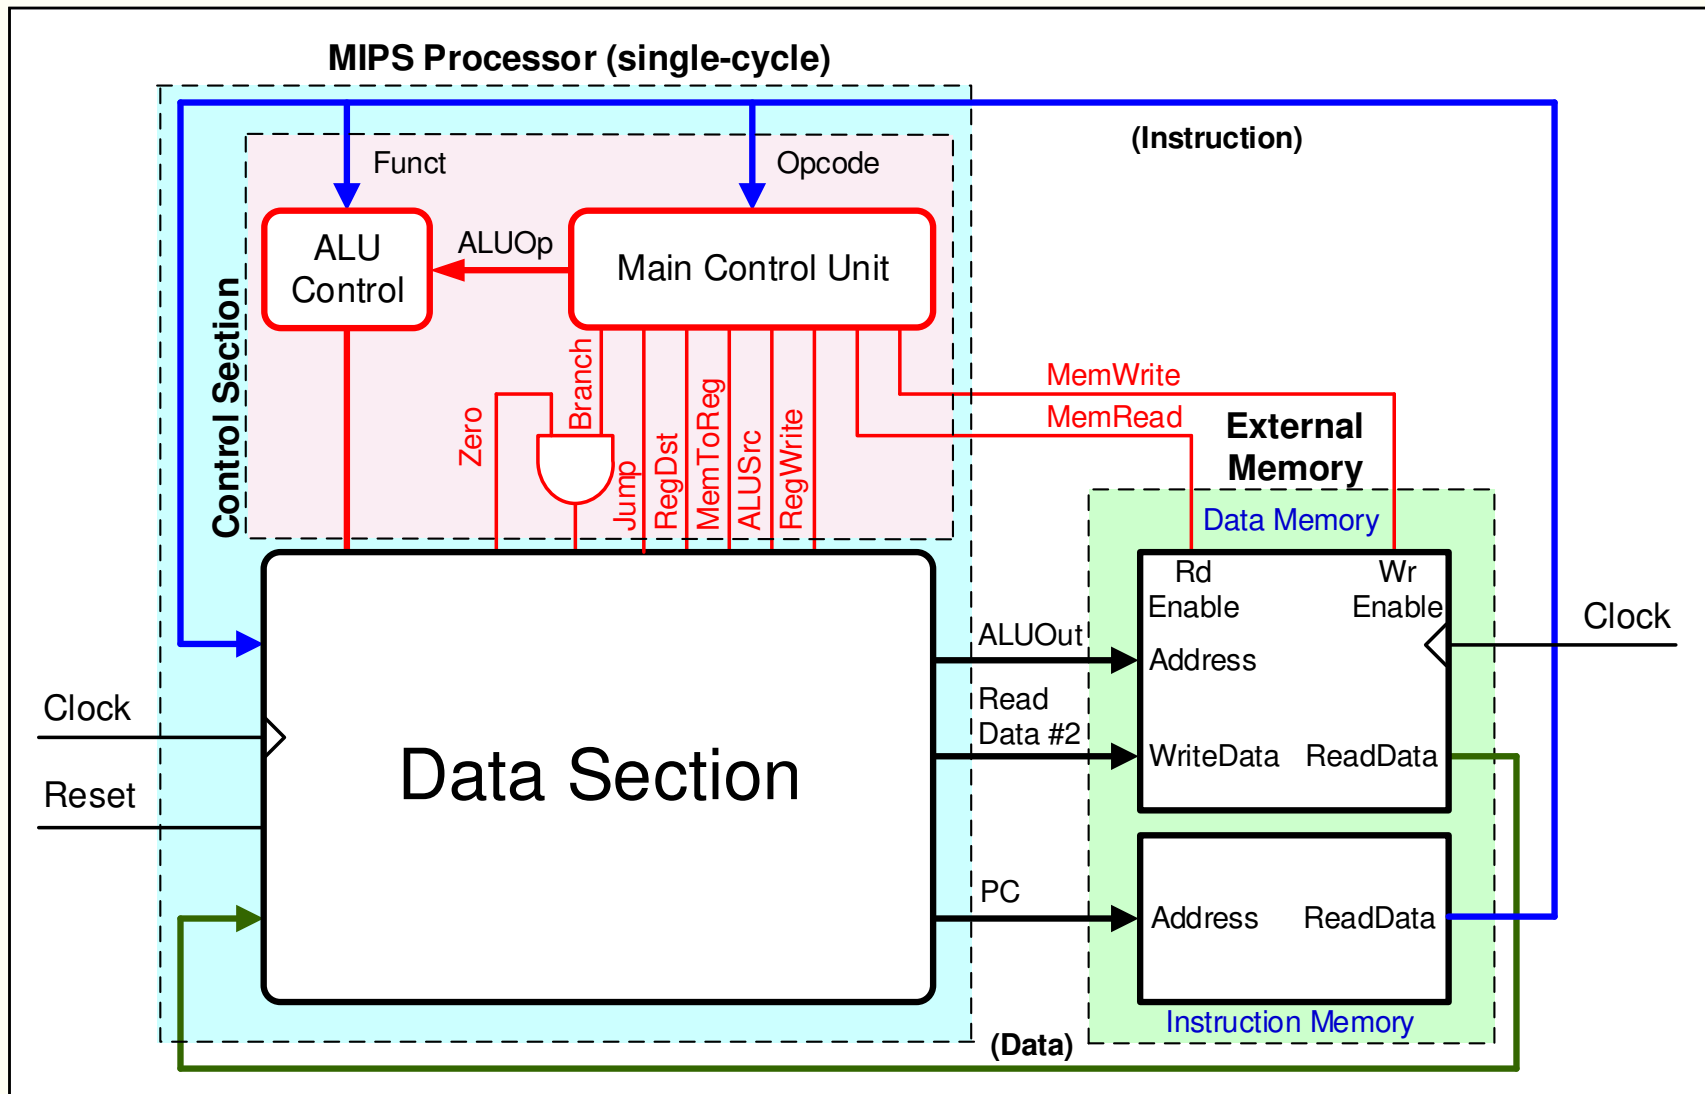 MIPS Processor (single-cycle)
(Instruction)
Funct
Opcode
ALU
Control
ALUOp
Main Control Unit
Control Section
Zero
Branch
Jump
RegDst
MemToReg
ALUSrc
RegWrite
MemWrite
MemRead
External
Memory
Data Memory
Rd
Enable
Wr
Enable
Clock
ALUOut
Address
Read
Data #2
WriteData
ReadData
Clock
Reset
Data Section
PC
Address
ReadData
Instruction Memory
(Data)